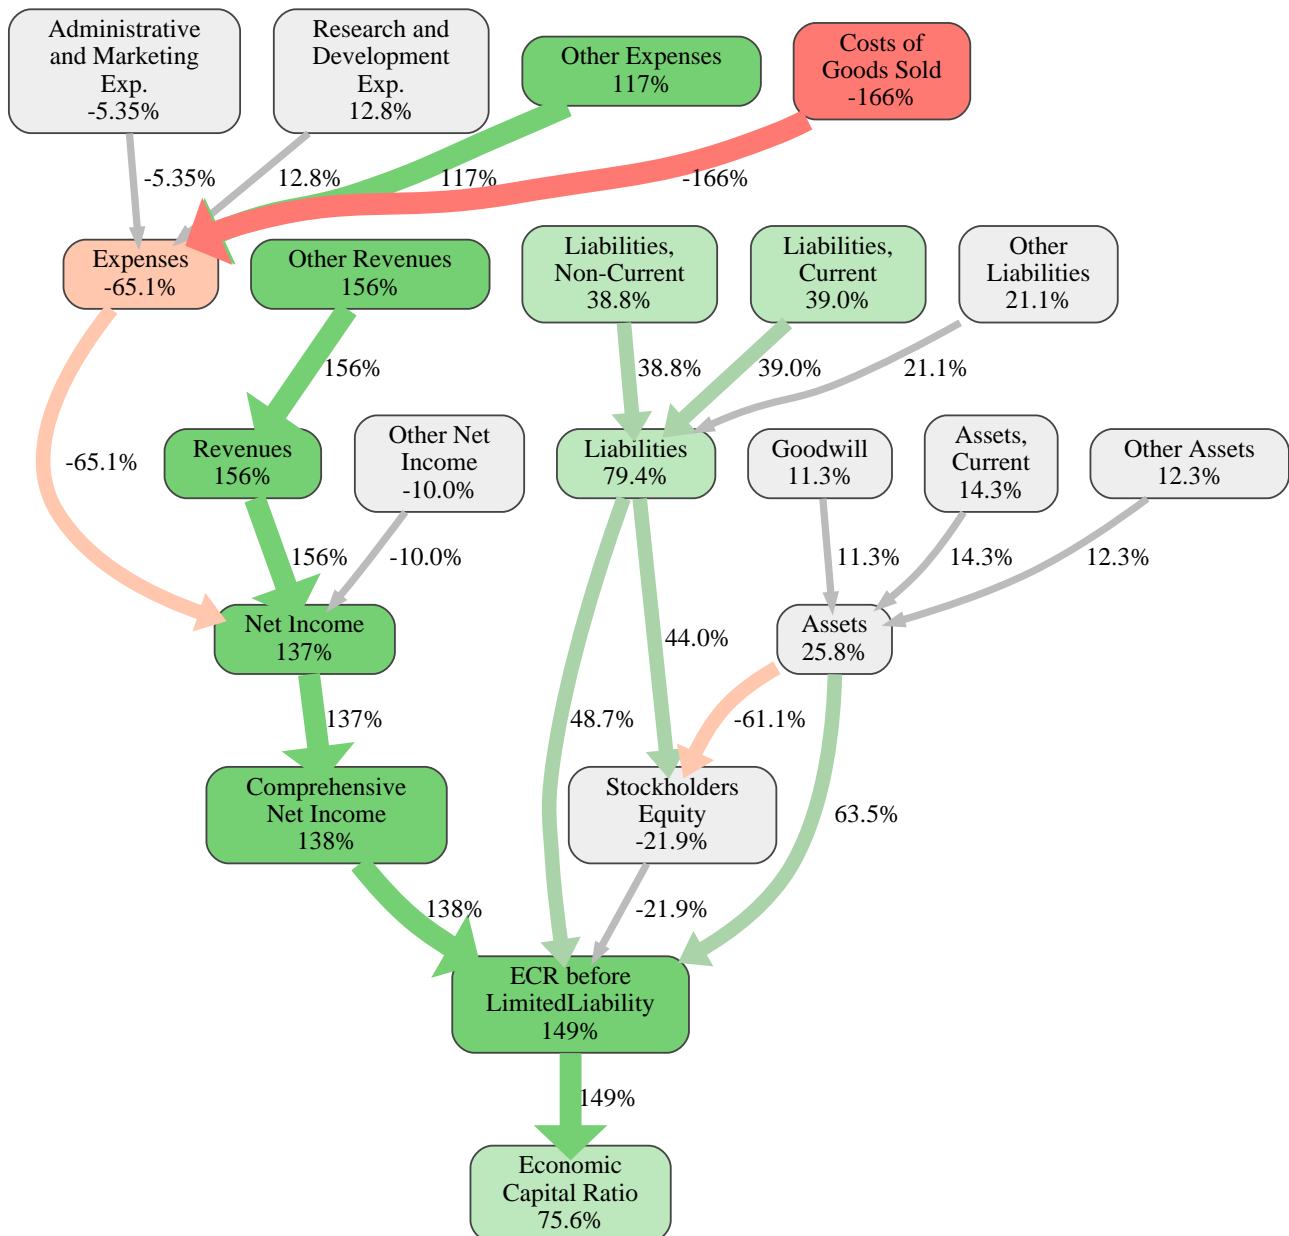 Administrative
and Marketing
Exp.
-5.35%
Research and
Development
Exp.
12.8%
Other Expenses
117%
Costs of
Goods Sold
-166%
-5.35%
12.8%
117%
-166%
Expenses
-65.1%
Other Revenues
156%
Liabilities,
Non-Current
38.8%
Liabilities,
Current
39.0%
Other
Liabilities
21.1%
156%
38.8%
39.0%
21.1%
-65.1%
Revenues
156%
Other Net
Income
-10.0%
Liabilities
79.4%
Goodwill
11.3%
Assets,
Current
14.3%
Other Assets
12.3%
156%
-10.0%
11.3%
14.3%
12.3%
Net Income
137%
44.0%
Assets
25.8%
137%
48.7%
-61.1%
63.5%
Comprehensive
Net Income
138%
Stockholders
Equity
-21.9%
138%
-21.9%
ECR before
LimitedLiability
149%
149%
Economic
Capital Ratio
75.6%